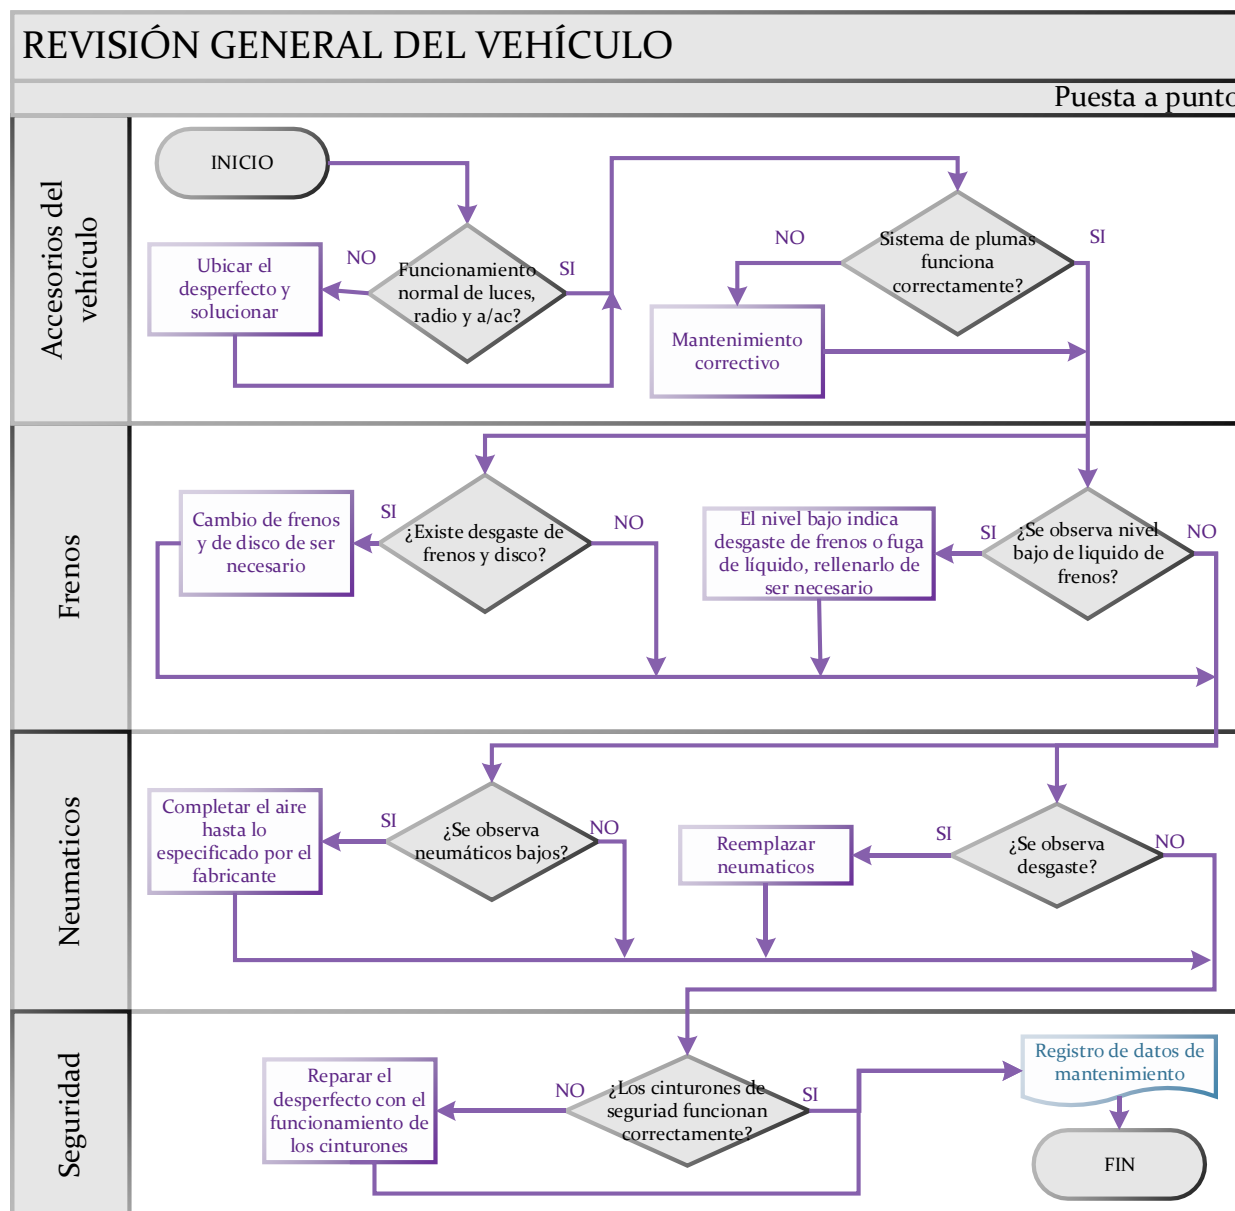 REVISIÓN GENERAL DEL VEHÍCULO
Puesta a punto
Accesorios del
vehículo
INICIO
Ubicar el
desperfecto y
solucionar
NO
Funcionamiento
normal de luces,
radio y a/ac?
SI
NO
Sistema de plumas
funciona
correctamente?
SI
Mantenimiento
correctivo
Frenos
Cambio de frenos
y de disco de ser
necesario
SI
¿Existe desgaste de
frenos y disco?
NO
El nivel bajo indica
desgaste de frenos o fuga
de líquido, rellenarlo de
ser necesario
SI
¿Se observa nivel
bajo de liquido de
frenos?
NO
Neumaticos
Completar el aire
hasta lo
especificado por el
fabricante
SI
¿Se observa
neumáticos bajos?
NO
Reemplazar
neumaticos
SI
¿Se observa
desgaste?
NO
Seguridad
Reparar el
desperfecto con el
funcionamiento de
los cinturones
NO
¿Los cinturones de
seguriad funcionan
correctamente?
SI
Registro de datos de
mantenimiento
FIN